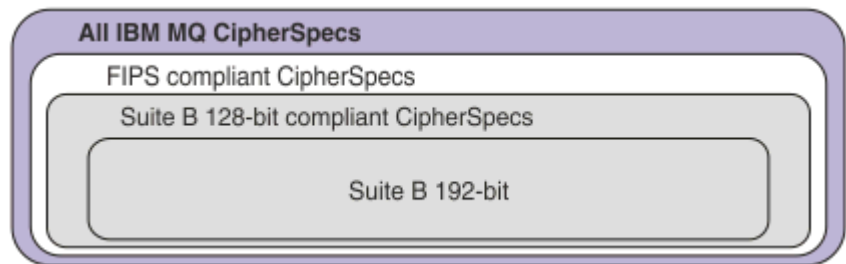 All IBM MQ CipherSpecs
FIPS compliant CipherSpecs
Suite B 128-bit compliant CipherSpecs
Suite B 192-bit